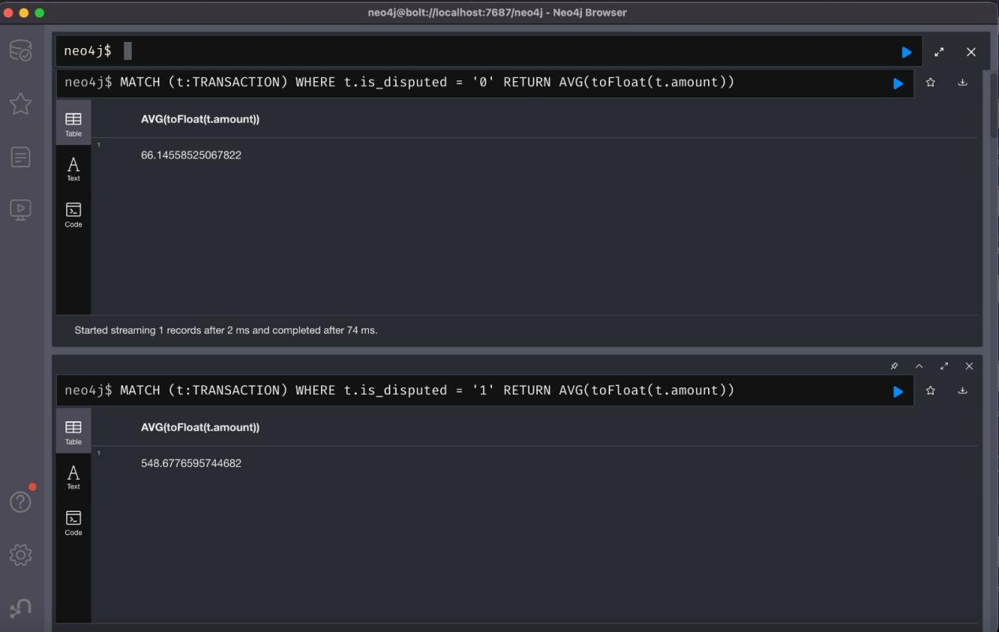 neo4j@bolt://localhost:7687/neo4j - Neo4j Browser
neo4j$
neo4j$ MATCH (t:TRANSACTION) WHERE t.is_disputed = '0' RETURN AVG(toFloat(t.amount))
Table
AVG(toFloat(t.amount))
1
66.14558525067822
A
Text
Code
Started streaming 1 records after 2 ms and completed after 74 ms.
neo4j$ MATCH (t:TRANSACTION) WHERE t.is_disputed = '1' RETURN AVG(toFloat(t.amount))
Table
AVG(toFloat(t.amount))
1
548.6776595744682
A
Text
Code